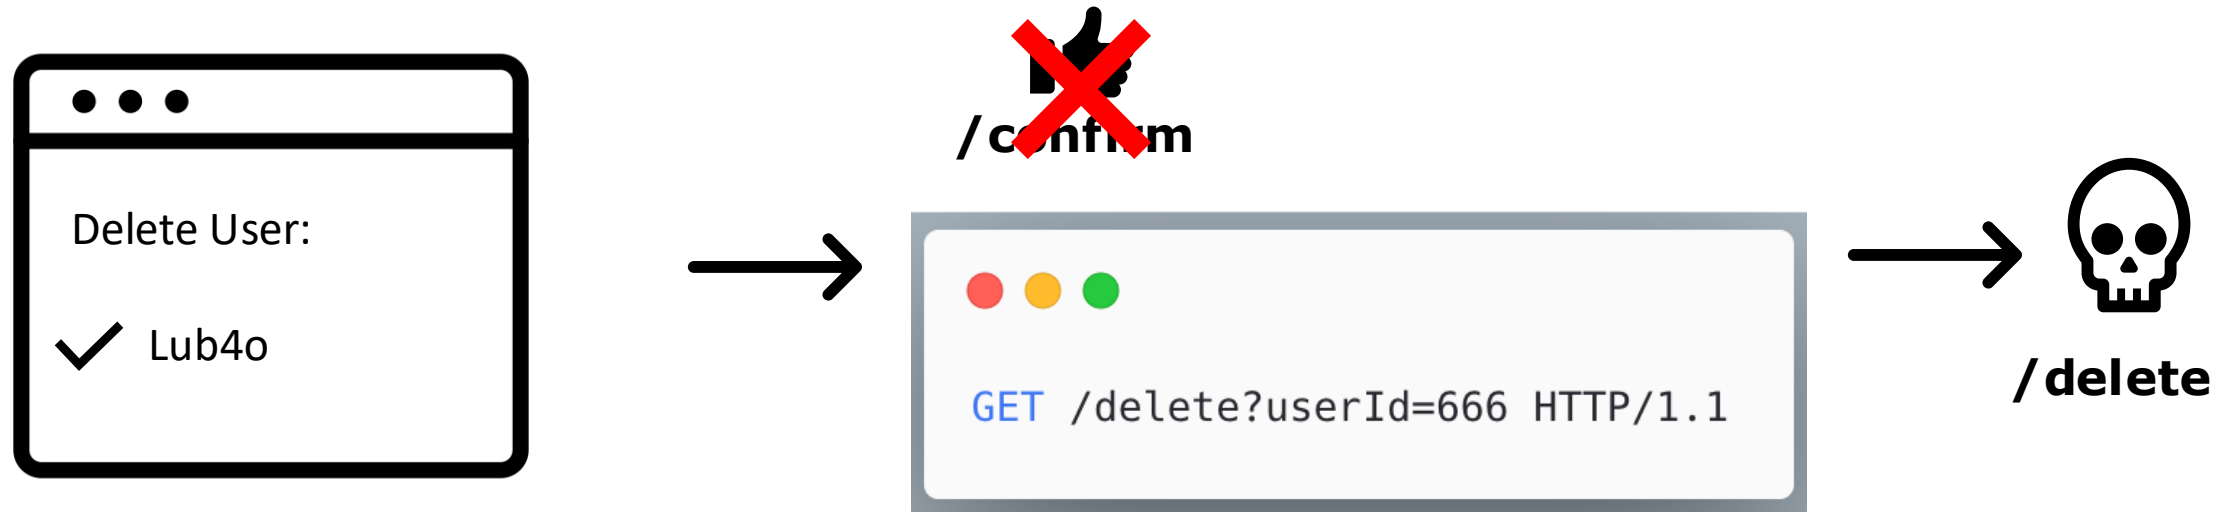 /confirm
Delete User:
Lub4o
GET /delete?userId=666 HTTP/1.1
/delete